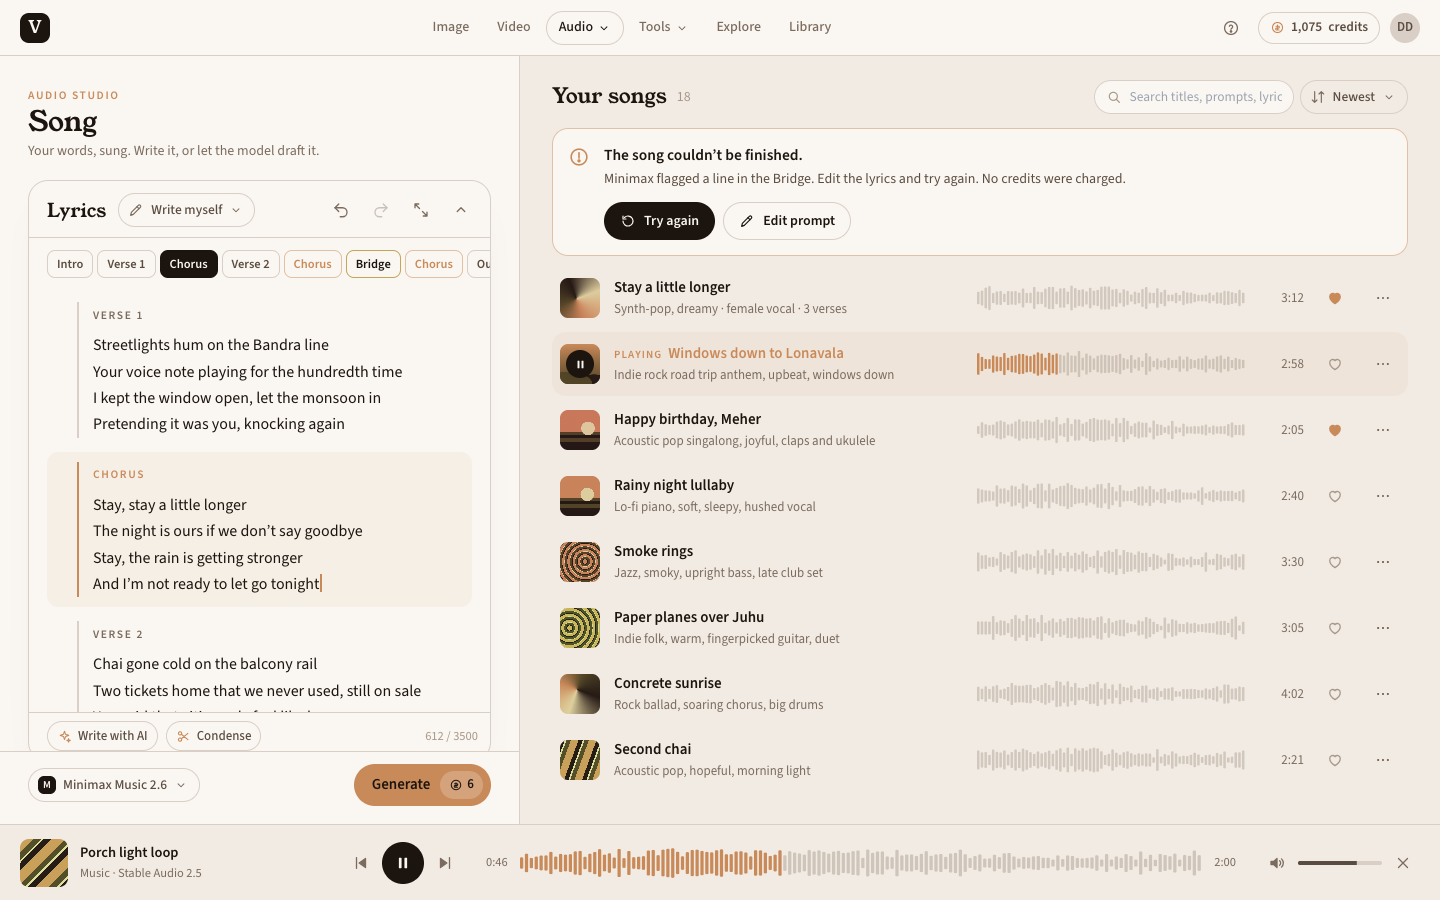 V
Image Video Audio Tools Explore Library
1,075 credits
DD
AUDIO STUDIO
Song
Your words, sung. Write it, or let the model draft it.
Lyrics
Write myself
Intro Verse 1 Chorus Verse 2 Chorus Bridge Chorus Ou
VERSE 1
Streetlights hum on the Bandra line
Your voice note playing for the hundredth time
I kept the window open, let the monsoon in
Pretending it was you, knocking again
CHORUS
Stay, stay a little longer
The night is ours if we don’t say goodbye
Stay, the rain is getting stronger
And I’m not ready to let go tonight
VERSE 2
Chai gone cold on the balcony rail
Two tickets home that we never used, still on sale
Write with AI
Condense
612 / 3500
M
Minimax Music 2.6
Generate
6
Your songs 18
Search titles, prompts, lyric
Newest
The song couldn’t be finished.
Minimax flagged a line in the Bridge. Edit the lyrics and try again. No credits were charged.
Try again
Edit prompt
Stay a little longer
Synth-pop, dreamy · female vocal · 3 verses
3:12
PLAYING Windows down to Lonavala
Indie rock road trip anthem, upbeat, windows down
2:58
Happy birthday, Meher
Acoustic pop singalong, joyful, claps and ukulele
2:05
Rainy night lullaby
Lo-fi piano, soft, sleepy, hushed vocal
2:40
Smoke rings
Jazz, smoky, upright bass, late club set
3:30
Paper planes over Juhu
Indie folk, warm, fingerpicked guitar, duet
3:05
Concrete sunrise
Rock ballad, soaring chorus, big drums
4:02
Second chai
Acoustic pop, hopeful, morning light
2:21
Porch light loop
Music · Stable Audio 2.5
0:46
2:00